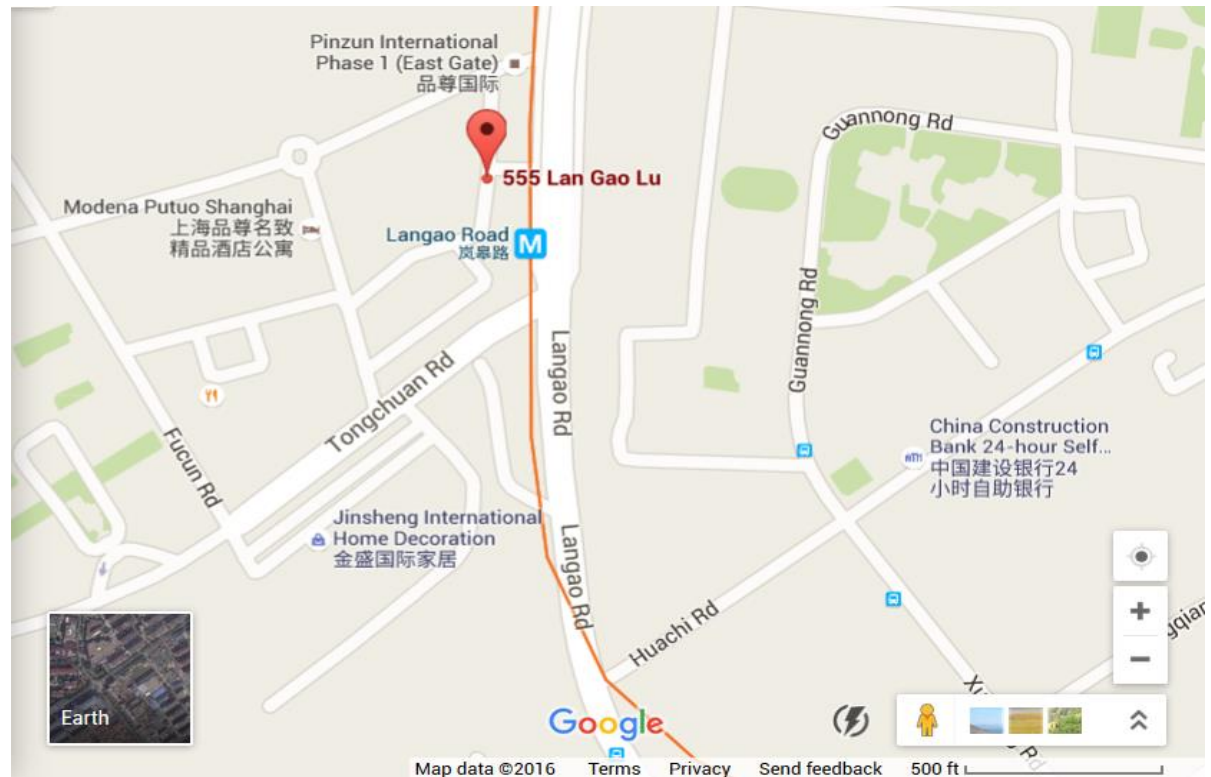 Pinzun International
Phase 1 (East Gate)
品尊国际
Guannong Rd
555 Lan Gao Lu
Modena Putuo Shanghai
上海品尊名致
精品酒店公寓
Langao Road
岚皋路
M
Guannong Rd
Langao Rd
Tongchuan Rd
Fucun Rd
China Construction
Bank 24-hour Self...
中国建设银行24
小时自助银行
ATM
Jinsheng International
Home Decoration
金盛国际家居
Langao Rd
Huachi Rd
Earth
Google
Map data ©2016 Terms Privacy Send feedback 500 ft